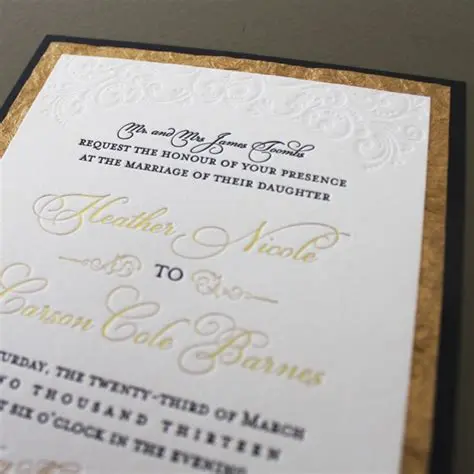 Mr. and Mrs James Toombs
REQUEST THE HONOUR OF YOUR PRESENCE
AT THE MARRIAGE OF THEIR DAUGHTER
Heather Nicole
TO
Carson Cole Barnes
THE TWENTY-THIRD OF MARCH
THOUSAND THIRTEEN
SIX O'CLOCK IN THE EVENING